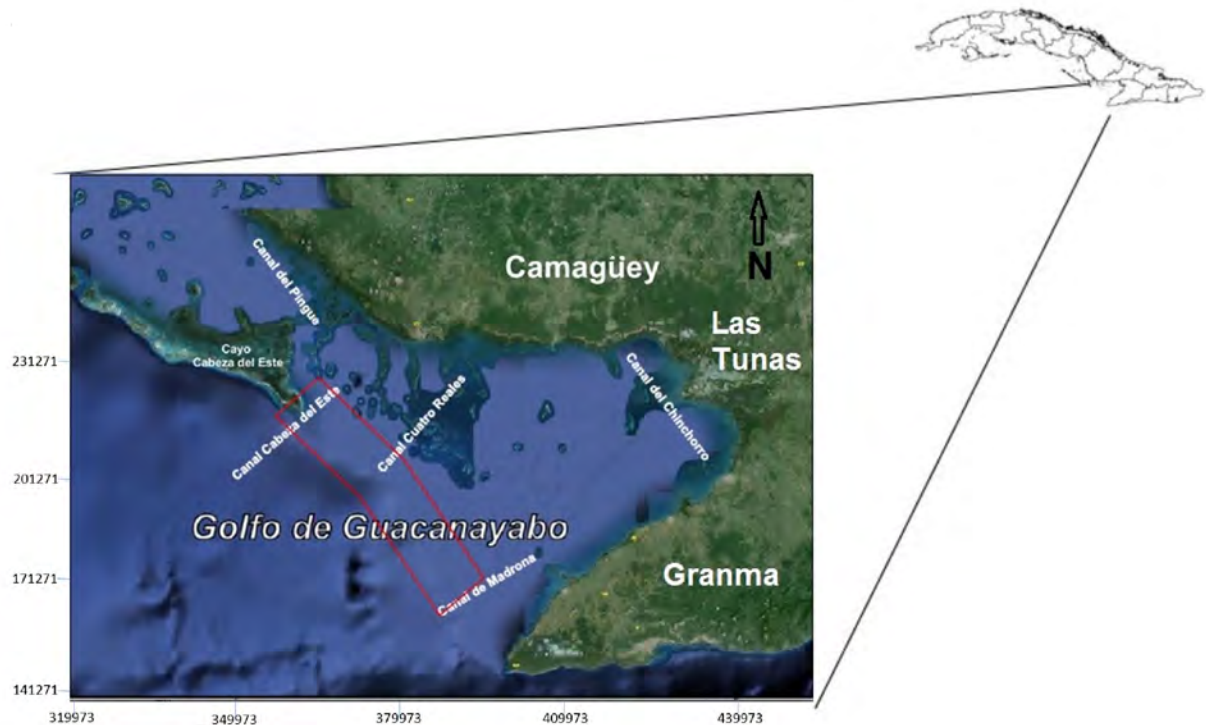 N
Camagüey
Canal del Pingue
Las
Tunas
Cayo
Cabeza del Este
Canal del Chinchorro
Canal Cuatro Reales
Canal Cabeza del Este
Golfo de Guacanayabo
Canal de Madrona
Granma
231271
201271
171271
141271
319973
349973
379973
409973
439973